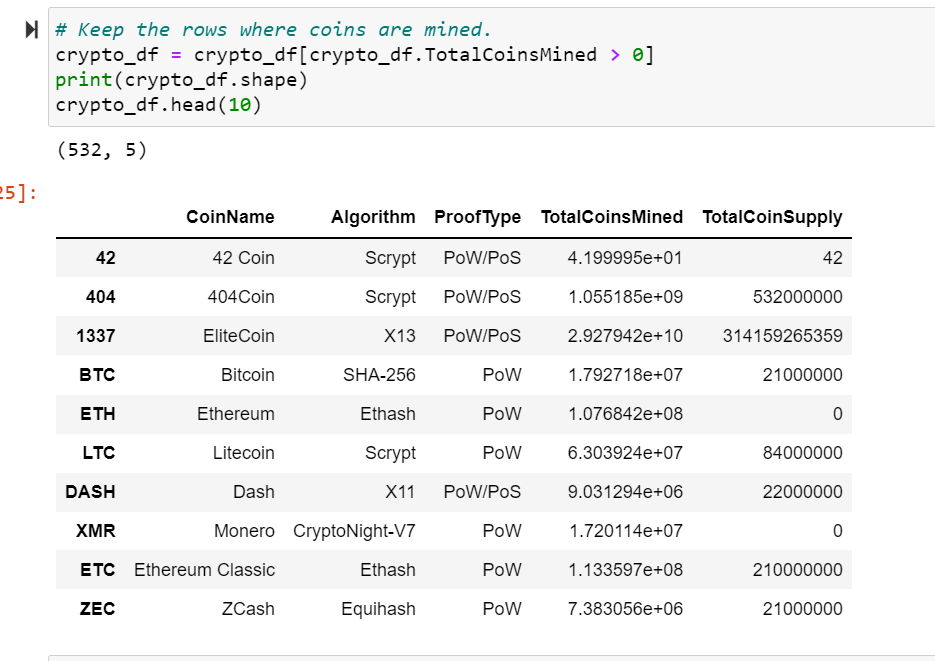 # Keep the rows where coins are mined.
crypto_df = crypto_df[crypto_df.TotalCoinsMined > 0]
print(crypto_df.shape)
crypto_df.head(10)
(532, 5)
25]:
CoinName Algorithm ProofType TotalCoinsMined TotalCoinSupply
42 42 Coin Scrypt PoW/PoS 4.199995e+01 42
404 404Coin Scrypt PoW/PoS 1.055185e+09 532000000
1337 EliteCoin X13 PoW/PoS 2.927942e+10 314159265359
BTC Bitcoin SHA-256 PoW 1.792718e+07 21000000
ETH Ethereum Ethash PoW 1.076842e+08 0
LTC Litecoin Scrypt PoW 6.303924e+07 84000000
DASH Dash X11 PoW/PoS 9.031294e+06 22000000
XMR Monero CryptoNight-V7 PoW 1.720114e+07 0
ETC Ethereum Classic Ethash PoW 1.133597e+08 210000000
ZEC ZCash Equihash PoW 7.383056e+06 21000000